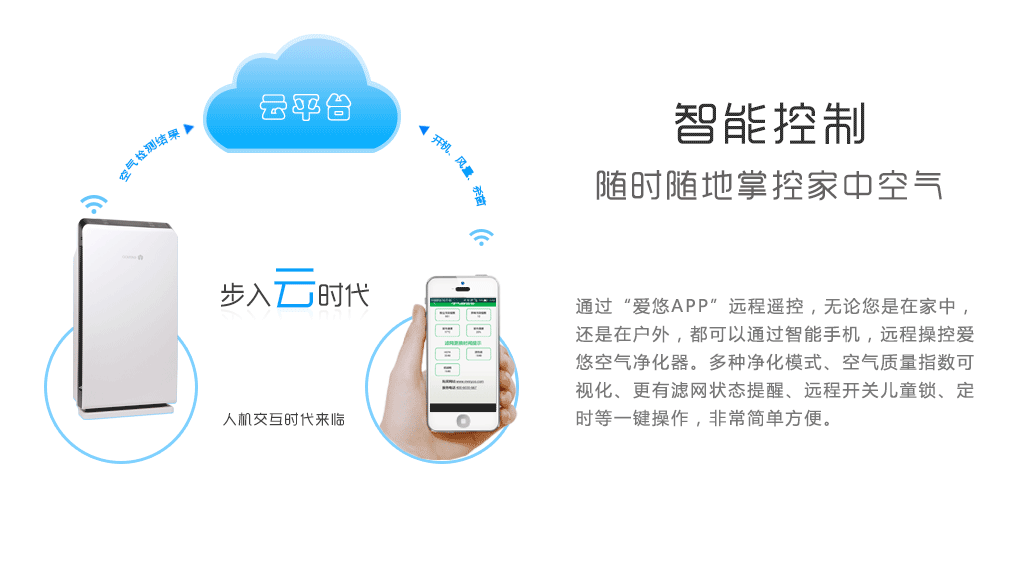 云平台
空气检测结果
开机、风量、杀菌
步入云时代
人机交互时代来临
智能控制
随时随地掌控家中空气
通过“爱悠APP”远程遥控，无论您是在家中，
还是在户外，都可以通过智能手机，远程操控爱
悠空气净化器。多种净化模式、空气质量指数可
视化、更有滤网状态提醒、远程开关儿童锁、定
时等一键操作，非常简单方便。